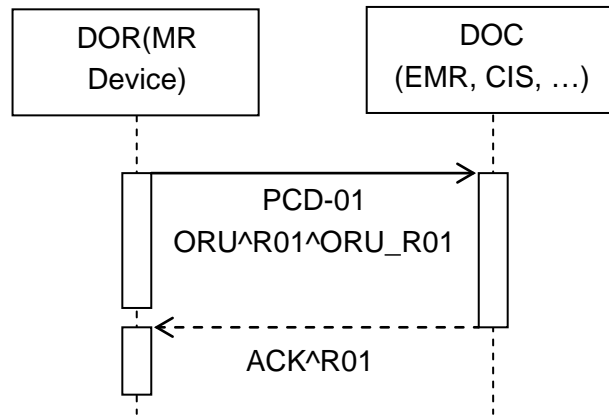 DOR(MR
Device)
DOC
(EMR, CIS, …)
PCD-01
ORU^R01^ORU_R01
ACK^R01